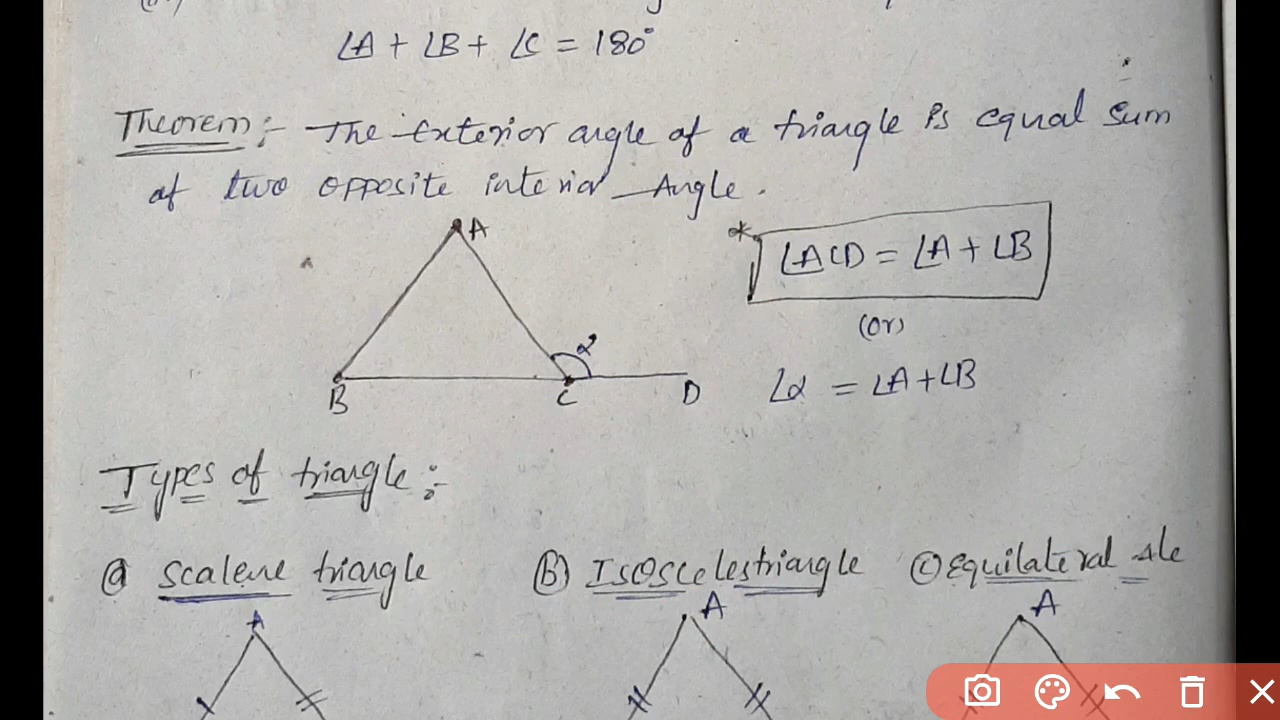 ∠A + ∠B + ∠C = 180°
Theorem :- The Exterior angle of a triangle is equal sum
of two opposite interior Angle.
A
* ∠ACD = ∠A + ∠B
(Or)
α
∠α = ∠A + ∠B
B C D
Types of triangle :-
(a) Scalene triangle (B) Isosceles triangle (C) Equilateral Δle
A A A